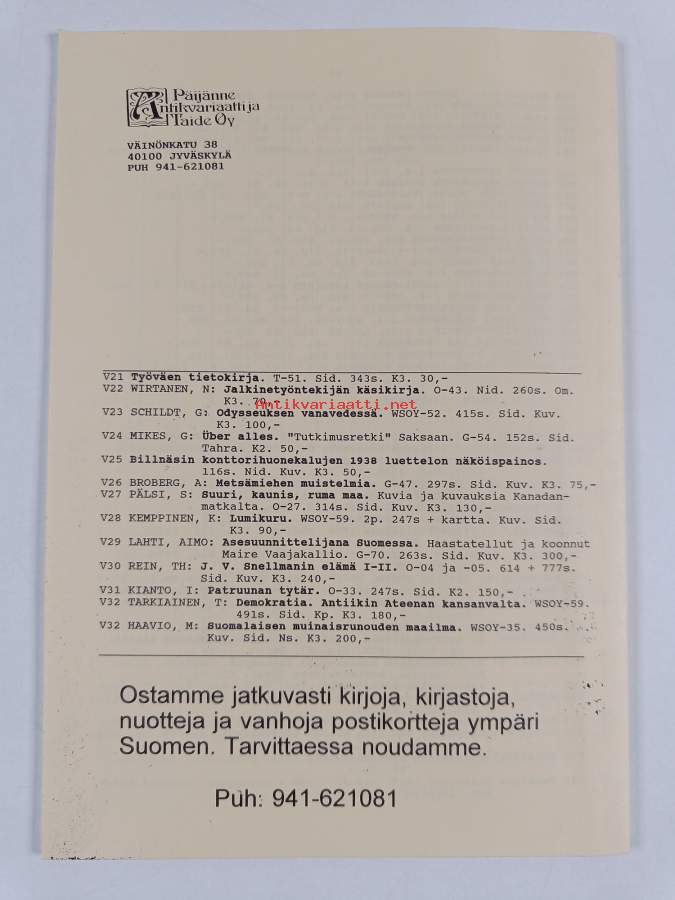 Päijänne
Antikvariaatti ja
Taide Oy
VÄINÖNKATU 38
40100 JYVÄSKYLÄ
PUH 941-621081
V21 Työväen tietokirja. T-51. Sid. 343s. K3. 30,-
V22 WIRTANEN, N: Jalkinetyöntekijän käsikirja. O-43. Nid. 260s. Om.
K3. 70,-
Antikvariaatti.net
V23 SCHILDT, G: Odysseuksen vanavedessä. WSOY-52. 415s. Sid. Kuv.
K3. 100,-
V24 MIKES, G: Über alles. "Tutkimusretki" Saksaan. G-54. 152s. Sid.
Tahra. K2. 50,-
V25 Billnäsin konttorihuonekalujen 1938 luettelon näköispainos.
116s. Nid. Kuv. K3. 50,-
V26 BROBERG, A: Metsämiehen muistelmia. G-47. 297s. Sid. Kuv. K3. 75,-
V27 PÄLSI, S: Suuri, kaunis, ruma maa. Kuvia ja kuvauksia Kanadan-
matkalta. O-27. 314s. Sid. Kuv. K3. 130,-
V28 KEMPPINEN, K: Lumikuru. WSOY-59. 2p. 247s + kartta. Kuv. Sid.
K3. 90,-
V29 LAHTI, AIMO: Asesuunnittelijana Suomessa. Haastatellut ja koonnut
Maire Vaajakallio. G-70. 263s. Sid. Kuv. K3. 300,-
V30 REIN, TH: J. V. Snellmanin elämä I-II. O-04 ja -05. 614 + 777s.
Sid. Kuv. K3. 240,-
V31 KIANTO, I: Patruunan tytär. O-33. 247s. Sid. K2. 150,-
V32 TARKIAINEN, T: Demokratia. Antiikin Ateenan kansanvalta. WSOY-59.
491s. Sid. Kp. K3. 180,-
V32 HAAVIO, M: Suomalaisen muinaisrunouden maailma. WSOY-35. 450s.
Kuv. Sid. Ns. K3. 200,-
Ostamme jatkuvasti kirjoja, kirjastoja,
nuotteja ja vanhoja postikortteja ympäri
Suomen. Tarvittaessa noudamme.
Puh: 941-621081